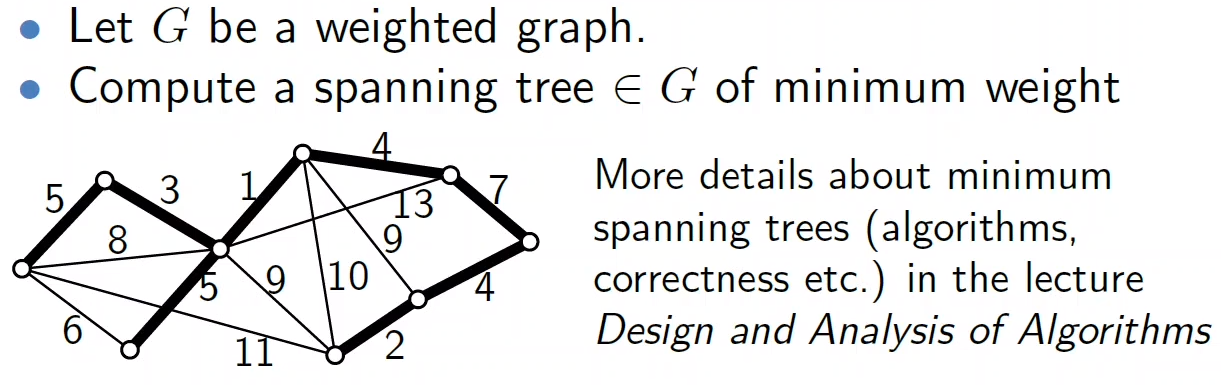 • Let G be a weighted graph.
• Compute a spanning tree ∈ G of minimum weight
4
5 3 1 7
13
8 9
5 9 10 4
6 11 2
More details about minimum
spanning trees (algorithms,
correctness etc.) in the lecture
Design and Analysis of Algorithms